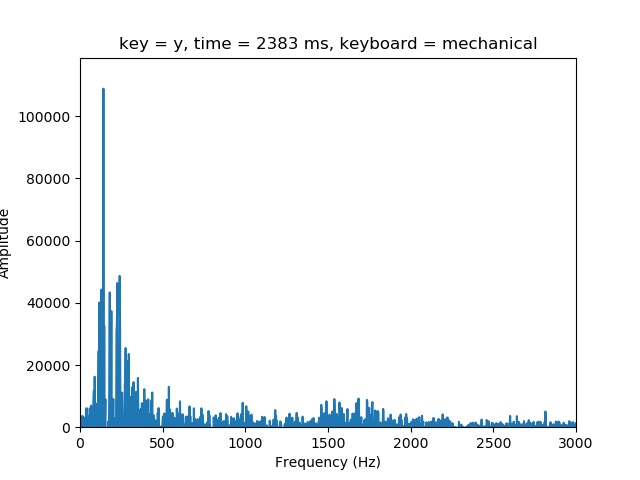 key = y, time = 2383 ms, keyboard = mechanical
100000
80000
60000
40000
20000
0
Amplitude
0 500 1000 1500 2000 2500 3000
Frequency (Hz)